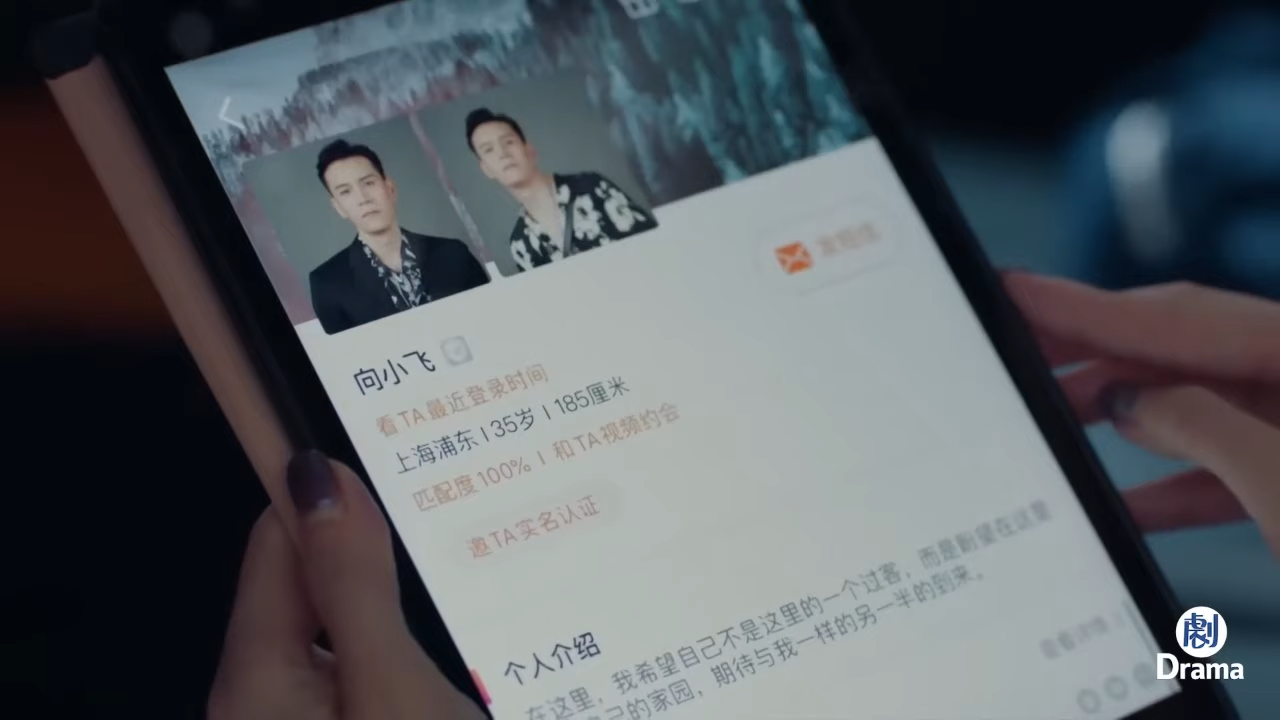 向小飞
看TA最近登录时间
上海浦东 | 35岁 | 185厘米
匹配度100% | 和TA视频约会
邀TA实名认证
个人介绍
在这里，我希望自己不是这里的一个过客，而是盼望在这里
自己的家园，期待与我一样的另一半的到来。
劇
Drama